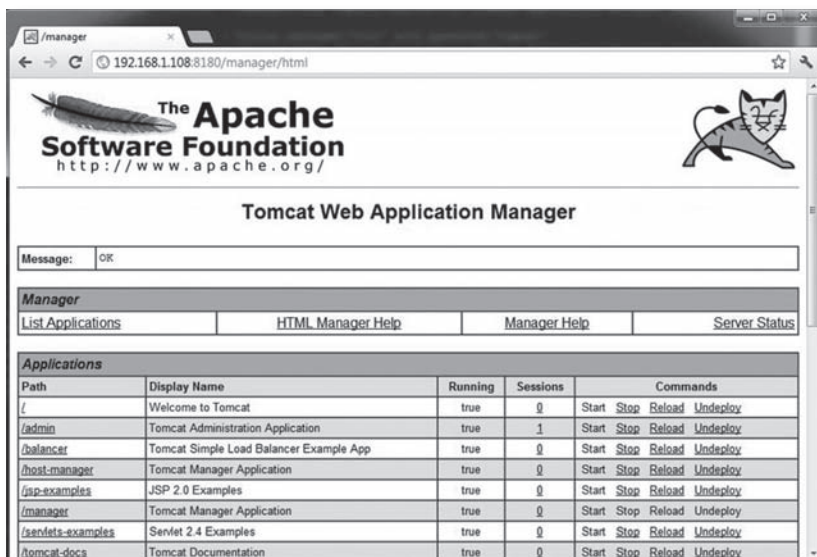 /manager
192.168.1.108:8180/manager/html
The Apache
Software Foundation
http://www.apache.org/
Tomcat Web Application Manager
Message: OK
Manager
List Applications HTML Manager Help Manager Help Server Status
Applications
Path Display Name Running Sessions Commands
/ Welcome to Tomcat true 0 Start Stop Reload Undeploy
/admin Tomcat Administration Application true 1 Start Stop Reload Undeploy
/balancer Tomcat Simple Load Balancer Example App true 0 Start Stop Reload Undeploy
/host-manager Tomcat Manager Application true 0 Start Stop Reload Undeploy
/jsp-examples JSP 2.0 Examples true 0 Start Stop Reload Undeploy
/manager Tomcat Manager Application true 0 Start Stop Reload Undeploy
/servlets-examples Servlet 2.4 Examples true 0 Start Stop Reload Undeploy
/tomcat-docs Tomcat Documentation true 0 Start Stop Reload Undeploy